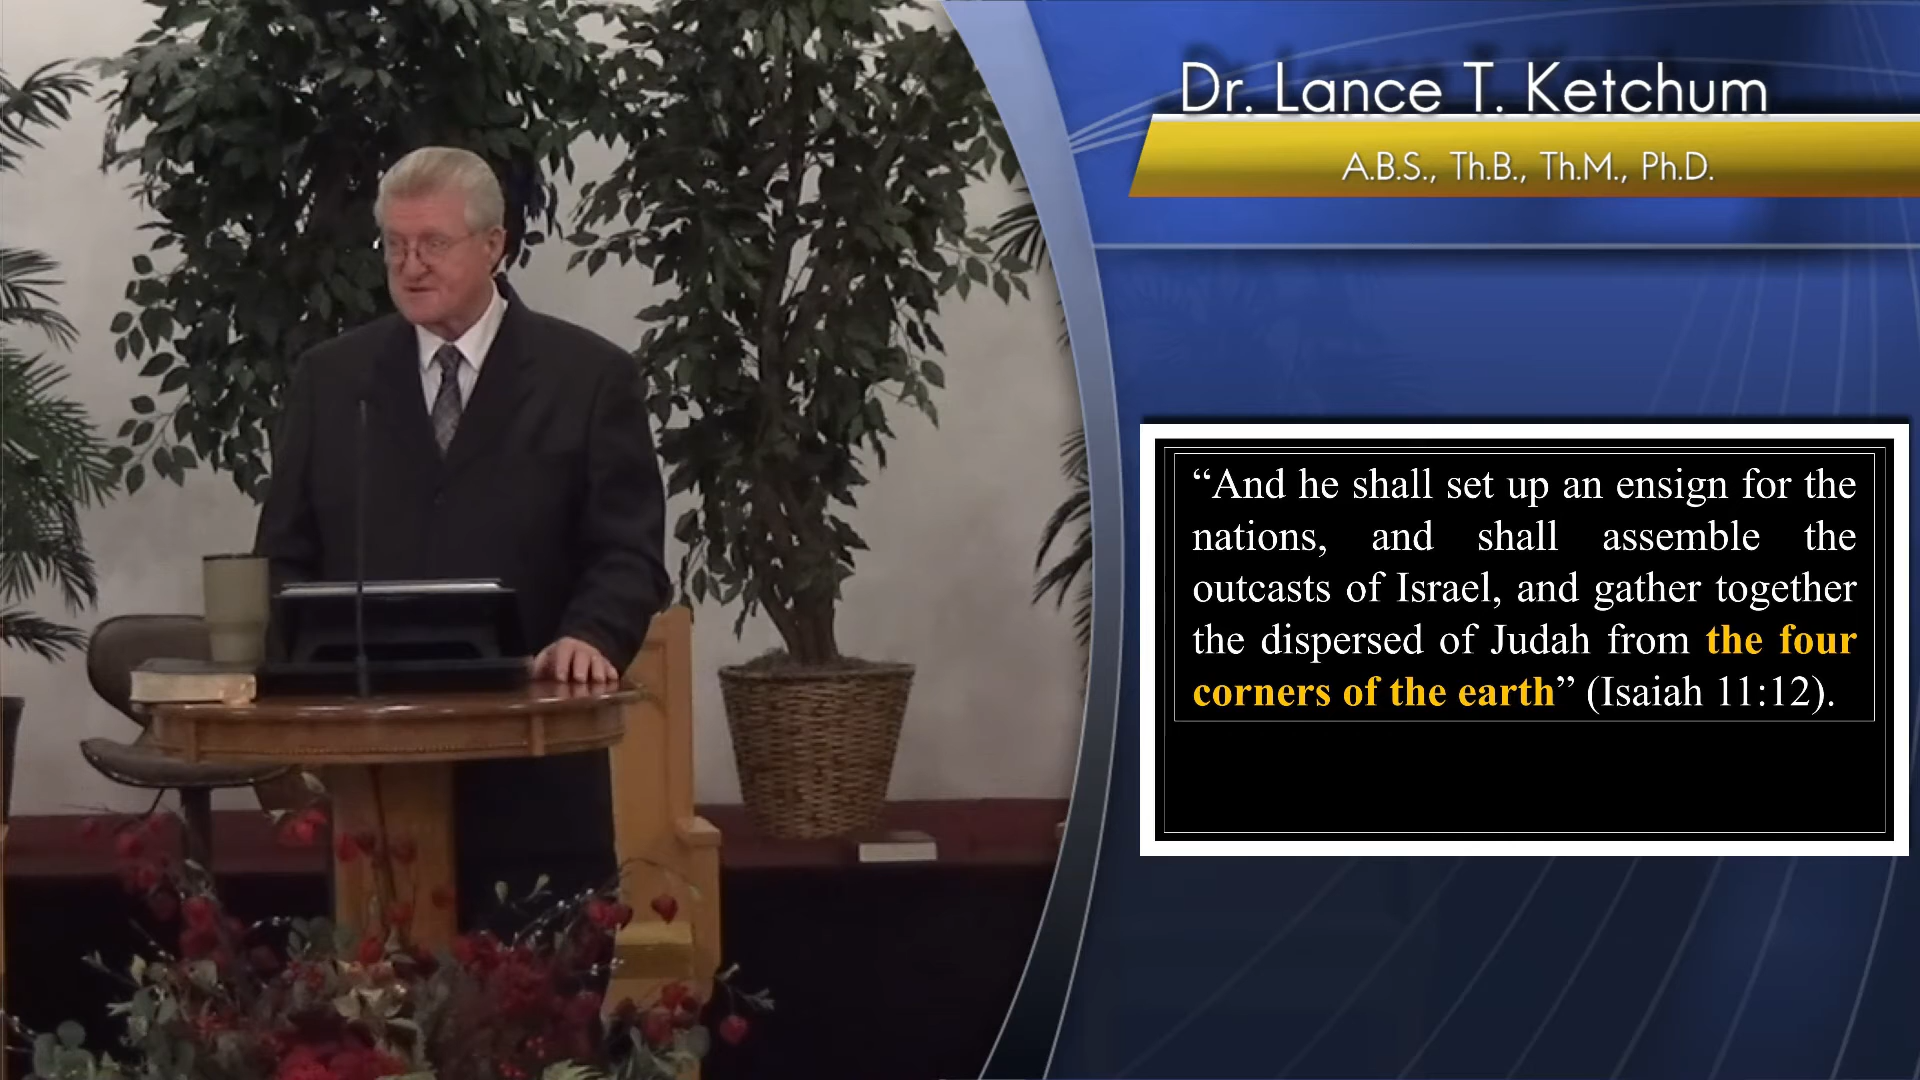 Dr. Lance T. Ketchum
A.B.S., Th.B., Th.M., Ph.D.
“And he shall set up an ensign for the
nations, and shall assemble the
outcasts of Israel, and gather together
the dispersed of Judah from the four
corners of the earth” (Isaiah 11:12).